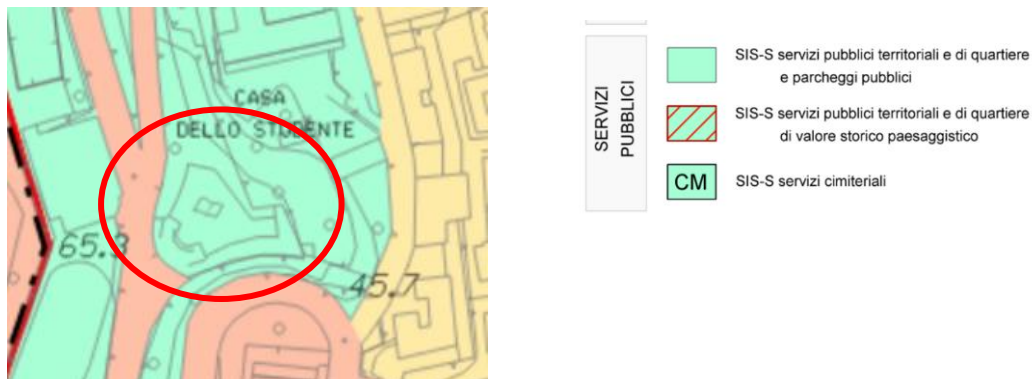 CASA
DELLO STUDENTE
65.3
45.7
SERVIZI
PUBBLICI
SIS-S servizi pubblici territoriali e di quartiere
e parcheggi pubblici
SIS-S servizi pubblici territoriali e di quartiere
di valore storico paesaggistico
CM
SIS-S servizi cimiteriali